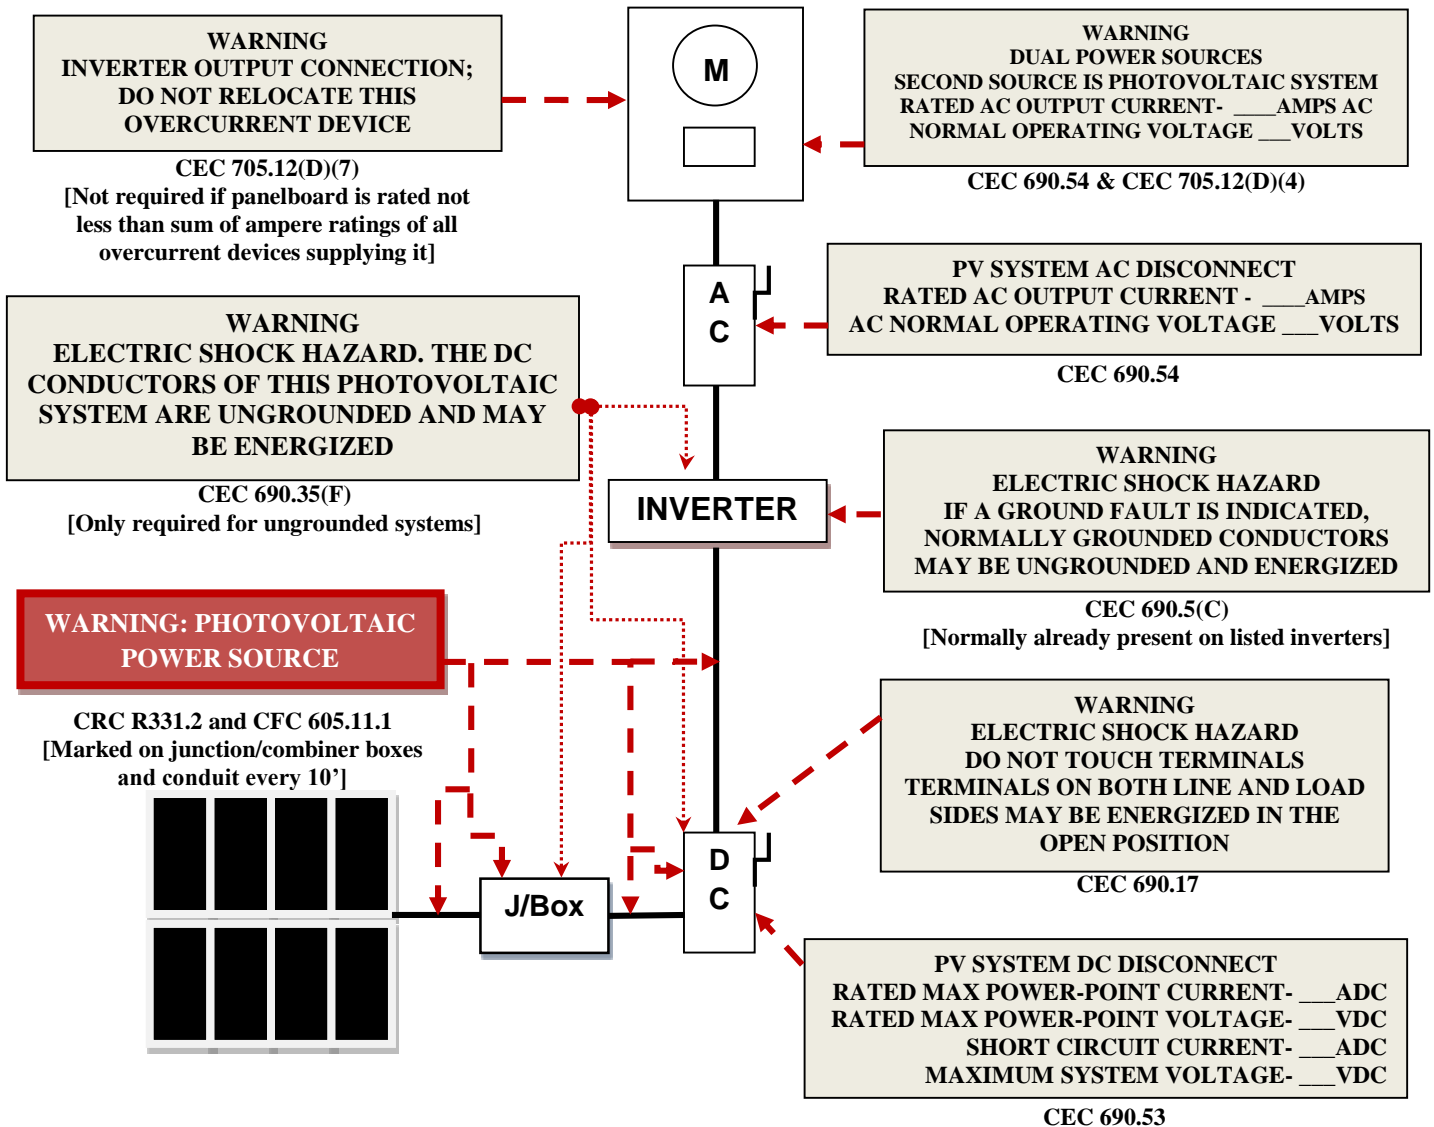 WARNING
INVERTER OUTPUT CONNECTION;
DO NOT RELOCATE THIS
OVERCURRENT DEVICE
CEC 705.12(D)(7)
[Not required if panelboard is rated not
less than sum of ampere ratings of all
overcurrent devices supplying it]
M
WARNING
DUAL POWER SOURCES
SECOND SOURCE IS PHOTOVOLTAIC SYSTEM
RATED AC OUTPUT CURRENT- ____AMPS AC
NORMAL OPERATING VOLTAGE ___VOLTS
CEC 690.54 & CEC 705.12(D)(4)
A
C
PV SYSTEM AC DISCONNECT
RATED AC OUTPUT CURRENT - ____AMPS
AC NORMAL OPERATING VOLTAGE ___VOLTS
CEC 690.54
WARNING
ELECTRIC SHOCK HAZARD. THE DC
CONDUCTORS OF THIS PHOTOVOLTAIC
SYSTEM ARE UNGROUNDED AND MAY
BE ENERGIZED
CEC 690.35(F)
[Only required for ungrounded systems]
INVERTER
WARNING
ELECTRIC SHOCK HAZARD
IF A GROUND FAULT IS INDICATED,
NORMALLY GROUNDED CONDUCTORS
MAY BE UNGROUNDED AND ENERGIZED
CEC 690.5(C)
[Normally already present on listed inverters]
WARNING: PHOTOVOLTAIC
POWER SOURCE
CRC R331.2 and CFC 605.11.1
[Marked on junction/combiner boxes
and conduit every 10’]
WARNING
ELECTRIC SHOCK HAZARD
DO NOT TOUCH TERMINALS
TERMINALS ON BOTH LINE AND LOAD
SIDES MAY BE ENERGIZED IN THE
OPEN POSITION
CEC 690.17
J/Box
D
C
PV SYSTEM DC DISCONNECT
RATED MAX POWER-POINT CURRENT- ___ADC
RATED MAX POWER-POINT VOLTAGE- ___VDC
SHORT CIRCUIT CURRENT- ___ADC
MAXIMUM SYSTEM VOLTAGE- ___VDC
CEC 690.53